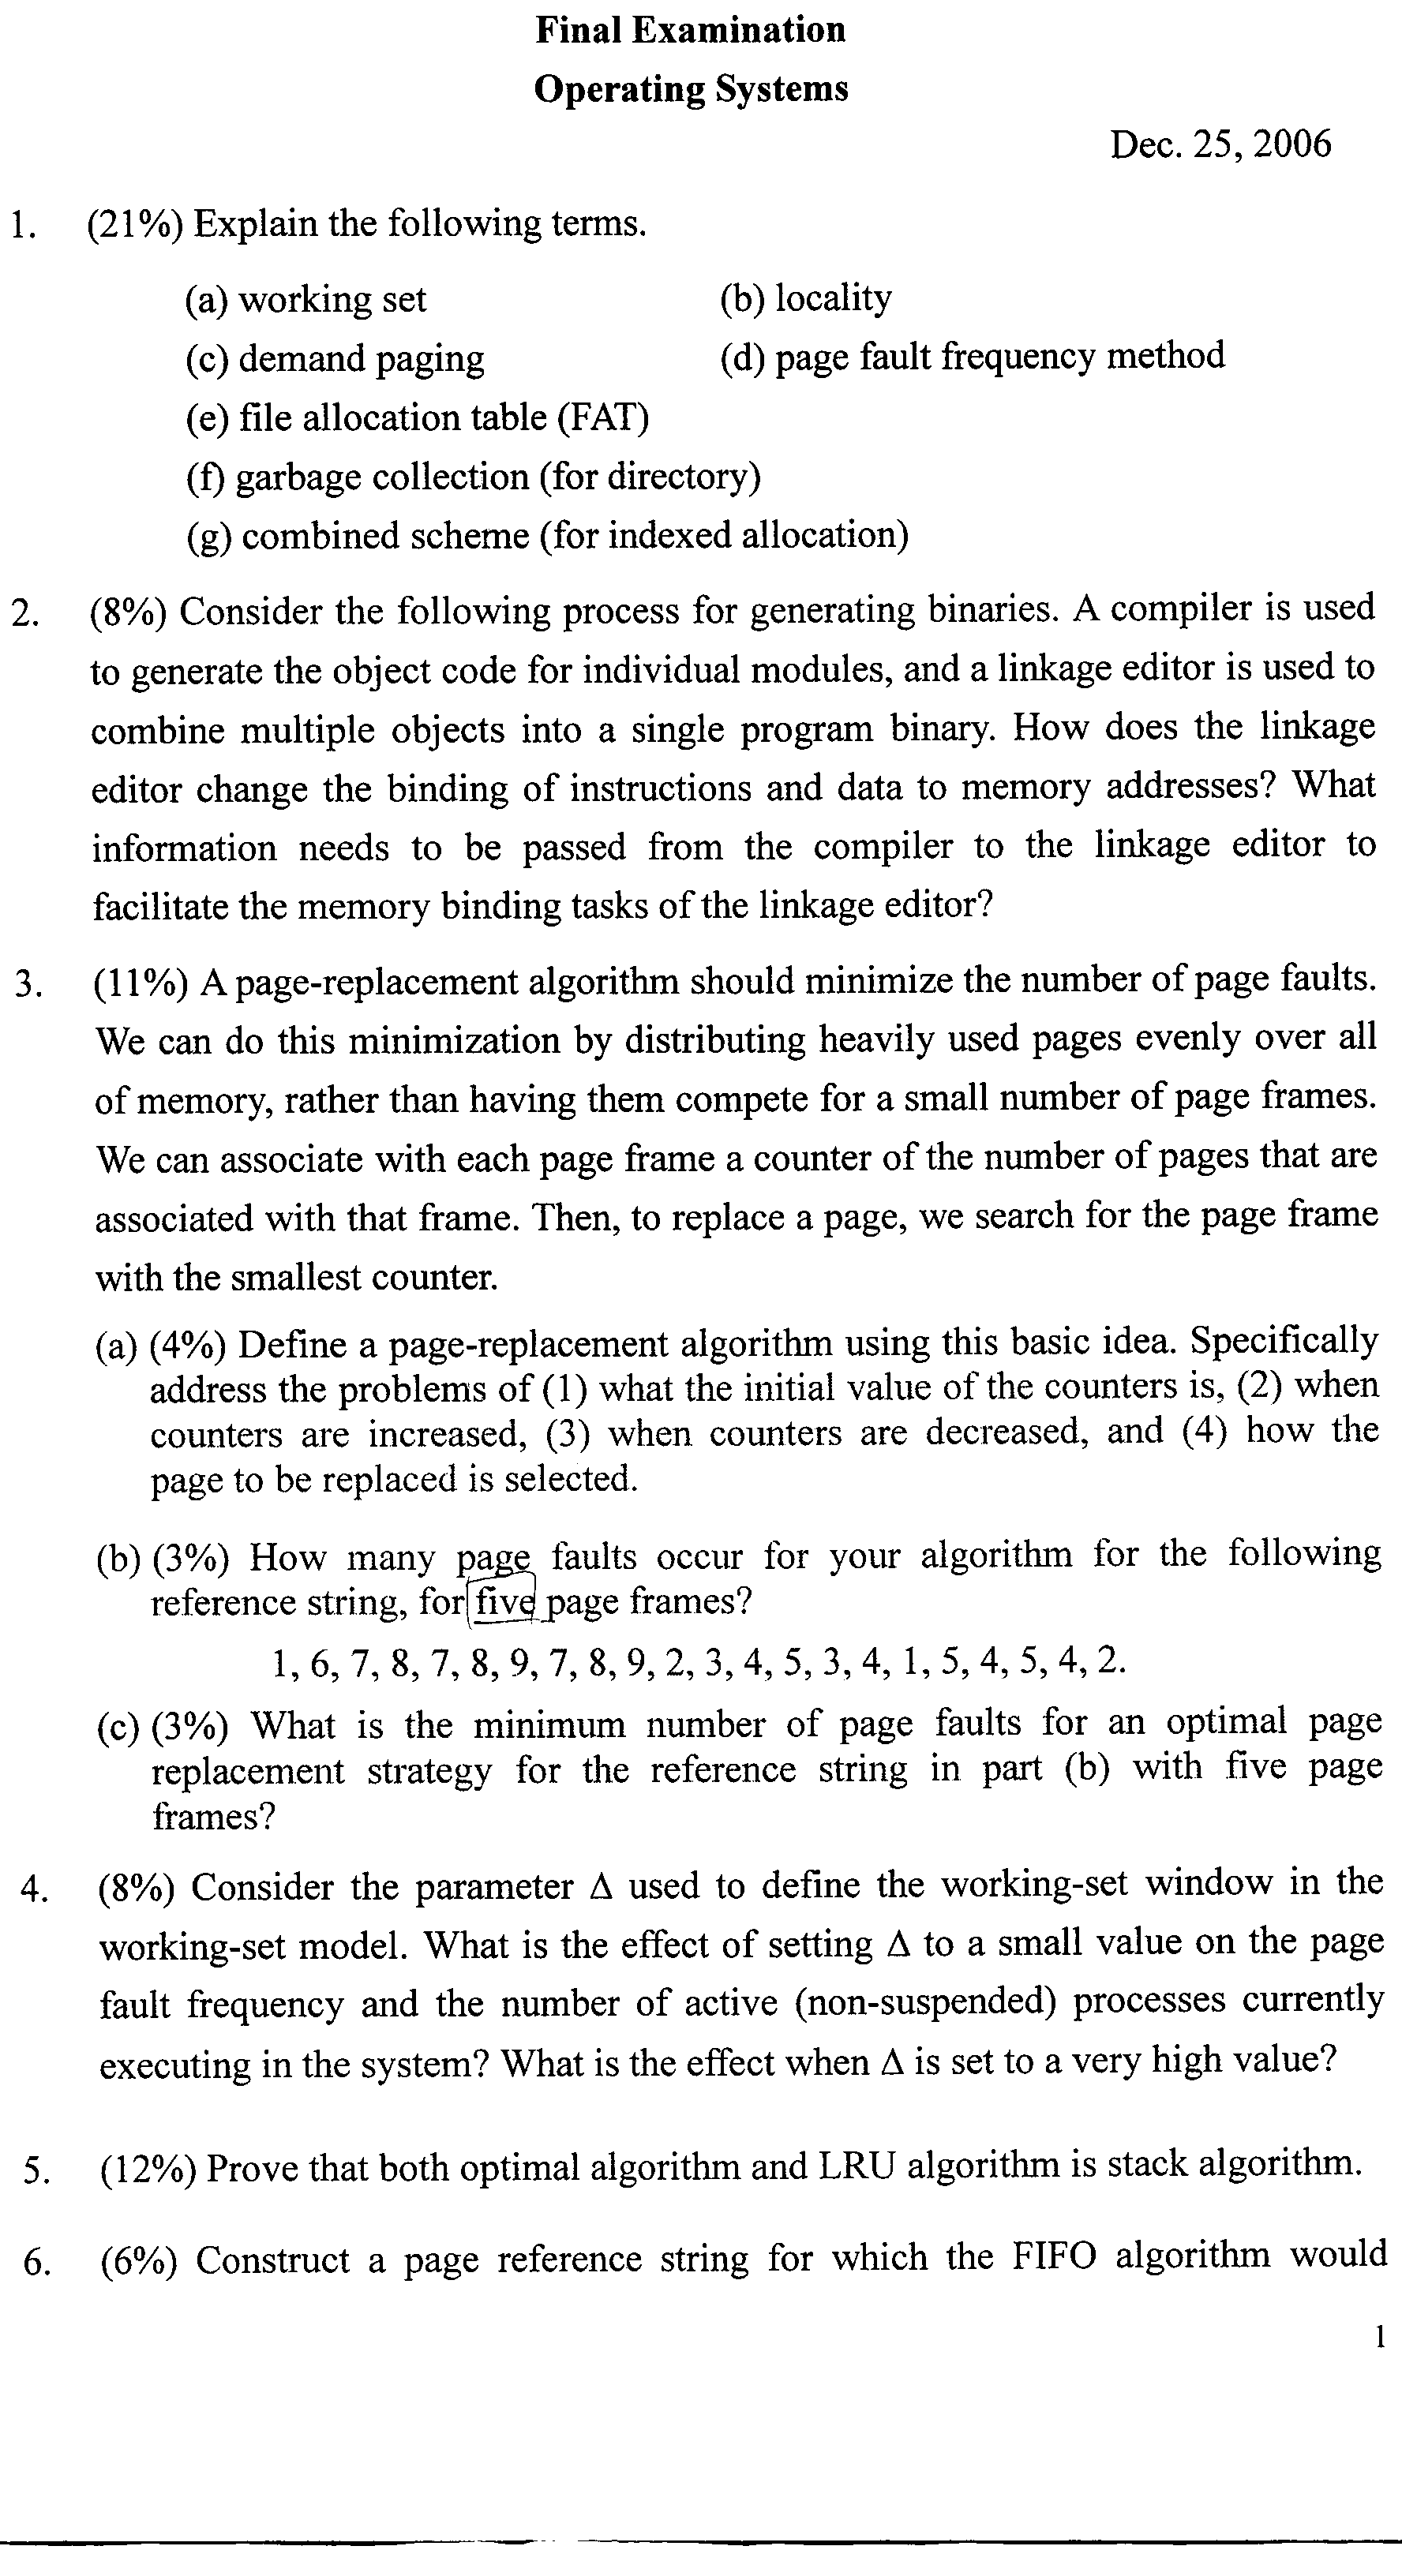 Final Examination
Operating Systems
Dec. 25, 2006
1. (21%) Explain the following terms.
(a) working set (b) locality
(c) demand paging (d) page fault frequency method
(e) file allocation table (FAT)
(f) garbage collection (for directory)
(g) combined scheme (for indexed allocation)
2. (8%) Consider the following process for generating binaries. A compiler is used
to generate the object code for individual modules, and a linkage editor is used to
combine multiple objects into a single program binary. How does the linkage
editor change the binding of instructions and data to memory addresses? What
information needs to be passed from the compiler to the linkage editor to
facilitate the memory binding tasks of the linkage editor?
3. (11%) A page-replacement algorithm should minimize the number of page faults.
We can do this minimization by distributing heavily used pages evenly over all
of memory, rather than having them compete for a small number of page frames.
We can associate with each page frame a counter of the number of pages that are
associated with that frame. Then, to replace a page, we search for the page frame
with the smallest counter.
(a) (4%) Define a page-replacement algorithm using this basic idea. Specifically
address the problems of (1) what the initial value of the counters is, (2) when
counters are increased, (3) when counters are decreased, and (4) how the
page to be replaced is selected.
(b) (3%) How many page faults occur for your algorithm for the following
reference string, for five page frames?
1, 6, 7, 8, 7, 8, 9, 7, 8, 9, 2, 3, 4, 5, 3, 4, 1, 5, 4, 5, 4, 2.
(c) (3%) What is the minimum number of page faults for an optimal page
replacement strategy for the reference string in part (b) with five page
frames?
4. (8%) Consider the parameter Δ used to define the working-set window in the
working-set model. What is the effect of setting Δ to a small value on the page
fault frequency and the number of active (non-suspended) processes currently
executing in the system? What is the effect when Δ is set to a very high value?
5. (12%) Prove that both optimal algorithm and LRU algorithm is stack algorithm.
6. (6%) Construct a page reference string for which the FIFO algorithm would
1